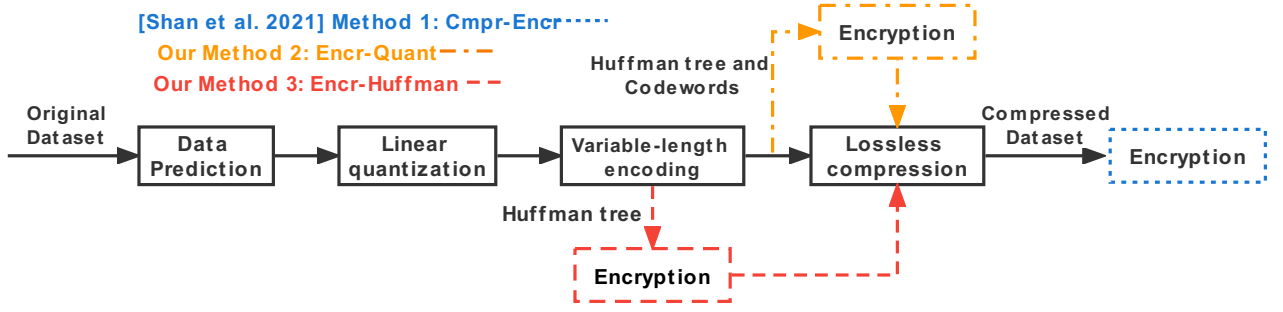 [Shan et al. 2021] Method 1: Cmpr-Encr
Our Method 2: Encr-Quant
Our Method 3: Encr-Huffman
Encryption
Huffman tree and
Codewords
Original
Dataset
Data
Prediction
Linear
quantization
Variable-length
encoding
Lossless
compression
Compressed
Dataset
Encryption
Huffman tree
Encryption